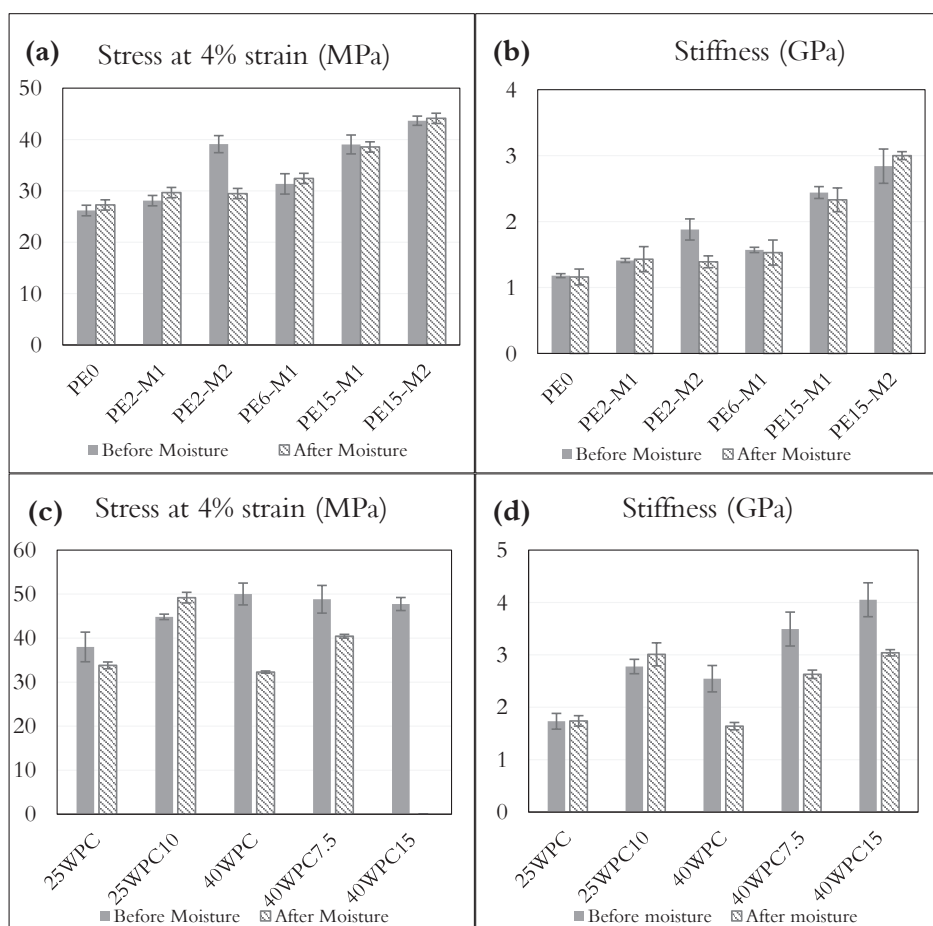 (a) Stress at 4% strain (MPa)
50
40
30
20
10
0
PE0 PE2-M1 PE2-M2 PE6-M1 PE15-M1 PE15-M2
Before Moisture After Moisture
(b) Stiffness (GPa)
4
3
2
1
0
PE0 PE2-M1 PE2-M2 PE6-M1 PE15-M1 PE15-M2
Before Moisture After Moisture
(c) Stress at 4% strain (MPa)
60
50
40
30
20
10
0
25WPC 25WPC10 40WPC 40WPC7.5 40WPC15
Before Moisture After Moisture
(d) Stiffness (GPa)
5
4
3
2
1
0
25WPC 25WPC10 40WPC 40WPC7.5 40WPC15
Before moisture After moisture